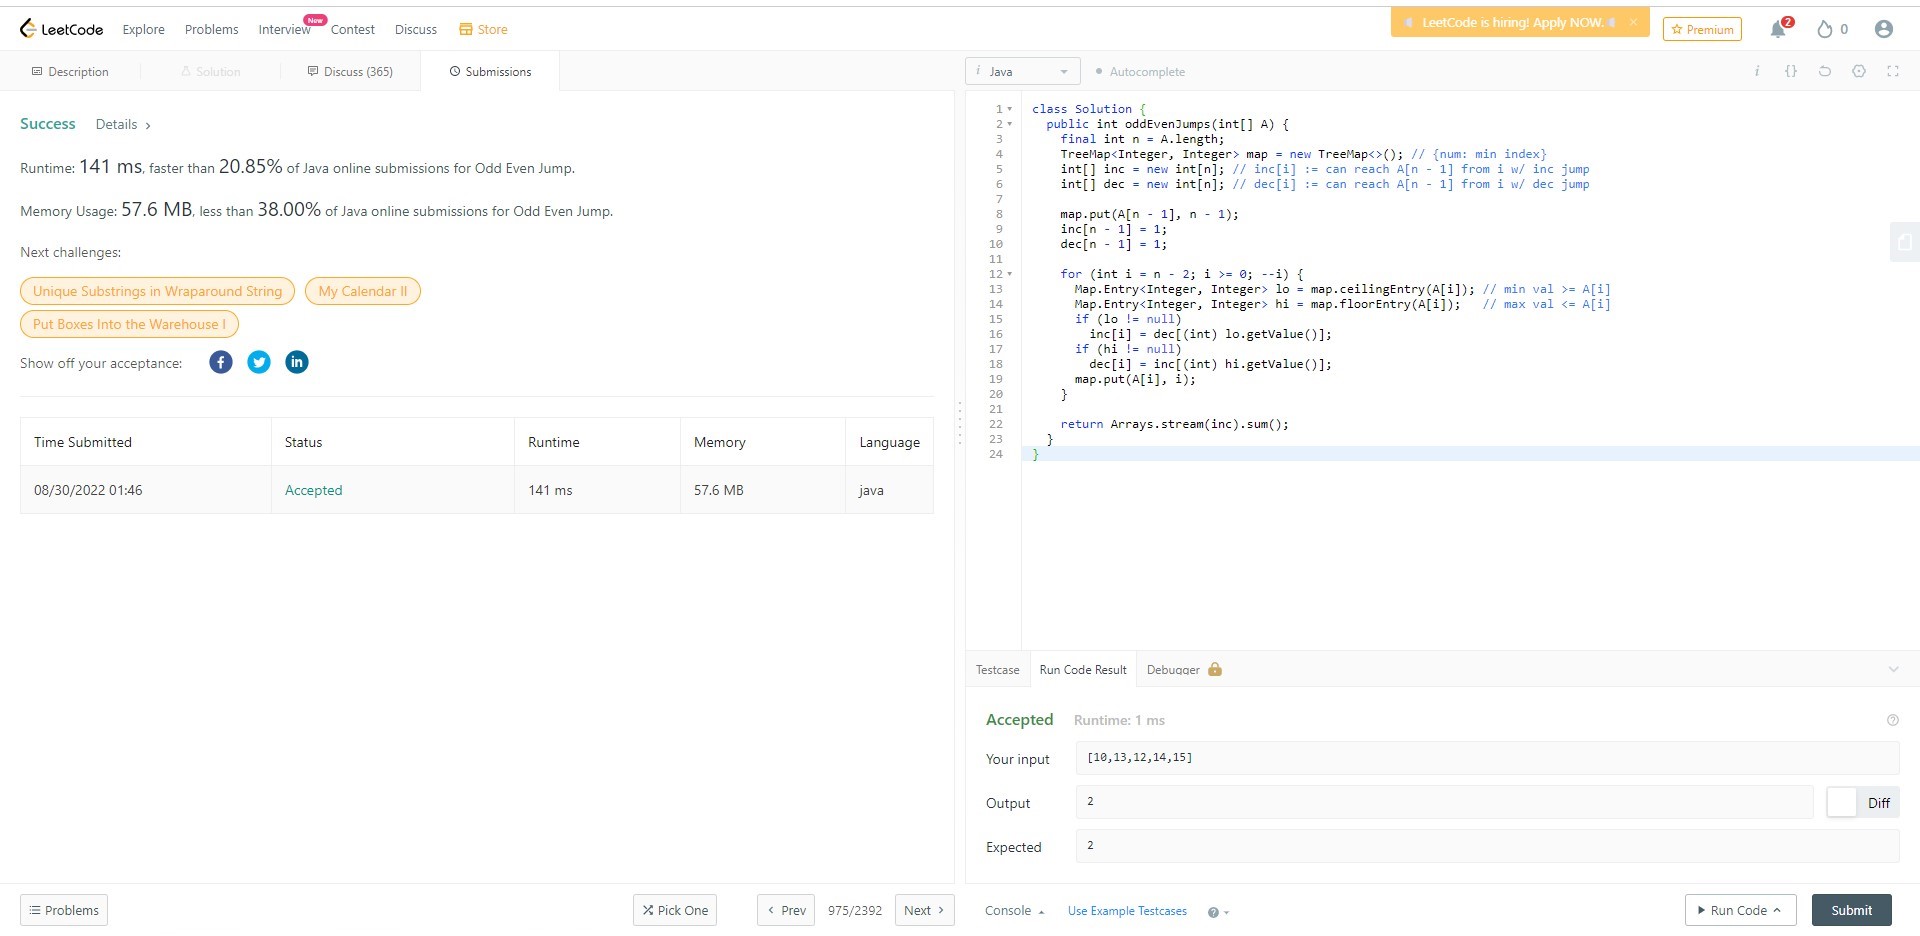 LeetCode Explore Problems Interview New Contest Discuss Store LeetCode is hiring! Apply NOW. × Premium 2 0
Description Solution Discuss (365) Submissions
Success Details >
Runtime: 141 ms, faster than 20.85% of Java online submissions for Odd Even Jump.
Memory Usage: 57.6 MB, less than 38.00% of Java online submissions for Odd Even Jump.
Next challenges:
Unique Substrings in Wraparound String My Calendar II
Put Boxes Into the Warehouse I
Show off your acceptance:
Time Submitted Status Runtime Memory Language
08/30/2022 01:46 Accepted 141 ms 57.6 MB java
i Java Autocomplete i {}
1 class Solution {
2 public int oddEvenJumps(int[] A) {
3 final int n = A.length;
4 TreeMap<Integer, Integer> map = new TreeMap<>(); // {num: min index}
5 int[] inc = new int[n]; // inc[i] := can reach A[n - 1] from i w/ inc jump
6 int[] dec = new int[n]; // dec[i] := can reach A[n - 1] from i w/ dec jump
7
8 map.put(A[n - 1], n - 1);
9 inc[n - 1] = 1;
10 dec[n - 1] = 1;
11
12 for (int i = n - 2; i >= 0; --i) {
13 Map.Entry<Integer, Integer> lo = map.ceilingEntry(A[i]); // min val >= A[i]
14 Map.Entry<Integer, Integer> hi = map.floorEntry(A[i]); // max val <= A[i]
15 if (lo != null)
16 inc[i] = dec[(int) lo.getValue()];
17 if (hi != null)
18 dec[i] = inc[(int) hi.getValue()];
19 map.put(A[i], i);
20 }
21
22 return Arrays.stream(inc).sum();
23 }
24 }
Testcase Run Code Result Debugger
Accepted Runtime: 1 ms
Your input [10,13,12,14,15]
Output 2 Diff
Expected 2
Problems Pick One < Prev 975/2392 Next > Console Use Example Testcases Run Code Submit